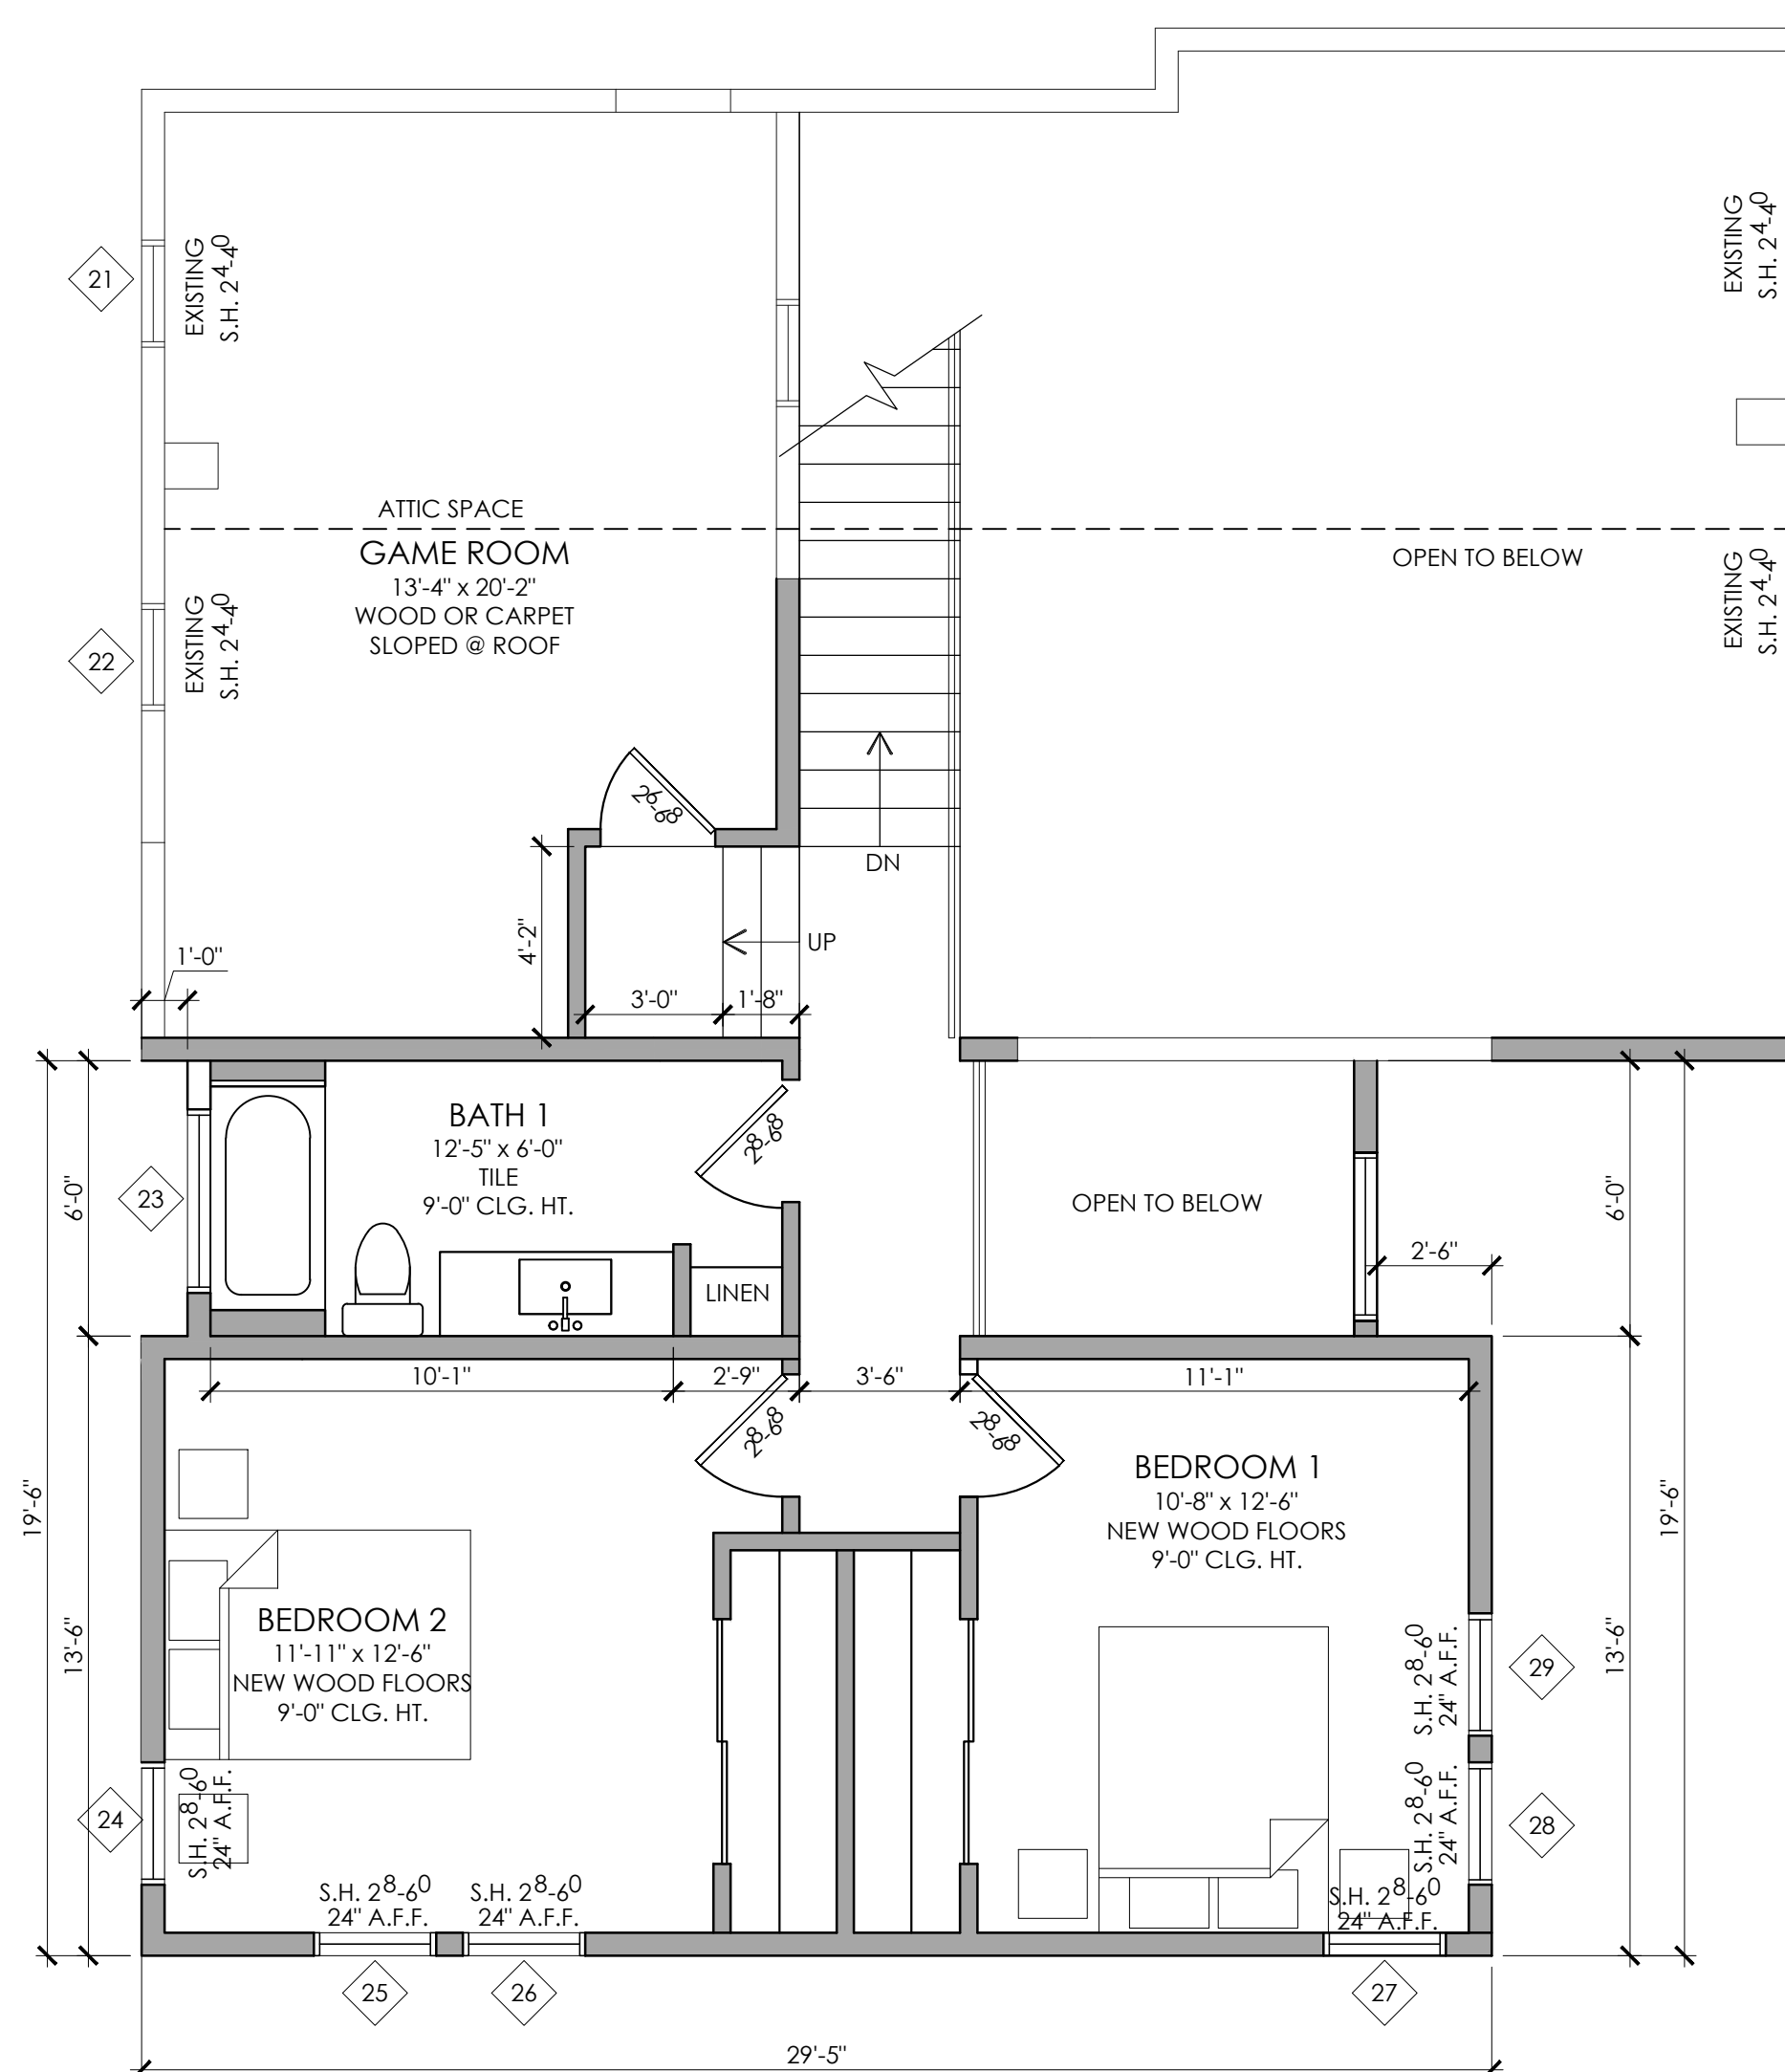 EXISTING
S.H. 2⁴-4⁰
EXISTING
S.H. 2⁴-4⁰
21
ATTIC SPACE
GAME ROOM
13'-4" x 20'-2"
WOOD OR CARPET
SLOPED @ ROOF
OPEN TO BELOW
EXISTING
S.H. 2⁴-4⁰
EXISTING
S.H. 2⁴-4⁰
22
2⁶-6⁸
DN
4'-2"
UP
1'-0"
3'-0"
1'-8"
BATH 1
12'-5" x 6'-0"
TILE
9'-0" CLG. HT.
2⁸-6⁸
23
6'-0"
OPEN TO BELOW
6'-0"
2'-6"
LINEN
10'-1"
2'-9"
3'-6"
11'-1"
2⁸-6⁸
2⁸-6⁸
BEDROOM 1
10'-8" x 12'-6"
NEW WOOD FLOORS
9'-0" CLG. HT.
19'-6"
19'-6"
BEDROOM 2
11'-11" x 12'-6"
NEW WOOD FLOORS
9'-0" CLG. HT.
13'-6"
13'-6"
S.H. 2⁸-6⁰
24" A.F.F.
29
24
S.H. 2⁸-6⁰
24" A.F.F.
S.H. 2⁸-6⁰
24" A.F.F.
28
S.H. 2⁸-6⁰
24" A.F.F.
S.H. 2⁸-6⁰
24" A.F.F.
S.H. 2⁸-6⁰
24" A.F.F.
25
26
27
29'-5"